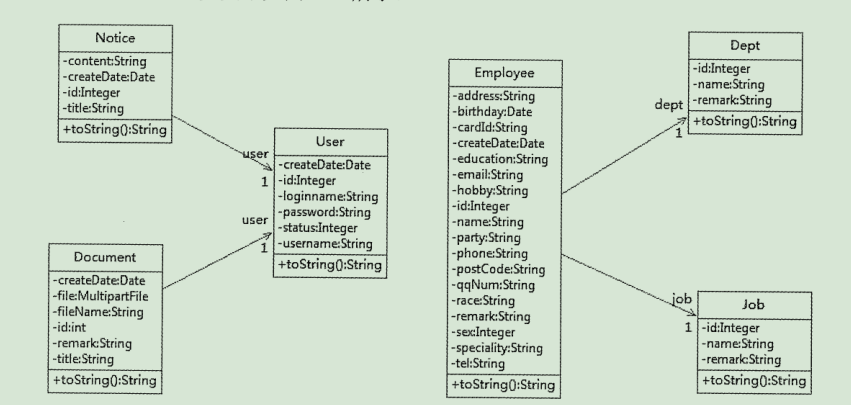 Notice
-content:String
-createDate:Date
-id:Integer
-title:String
+toString():String
user
1
User
-createDate:Date
-id:Integer
-loginname:String
-password:String
-status:Integer
-username:String
+toString():String
user
1
Document
-createDate:Date
-file:MultipartFile
-fileName:String
-id:int
-remark:String
-title:String
+toString():String
Employee
-address:String
-birthday:Date
-cardId:String
-createDate:Date
-education:String
-email:String
-hobby:String
-id:Integer
-name:String
-party:String
-phone:String
-postCode:String
-qqNum:String
-race:String
-remark:String
-sex:Integer
-speciality:String
-tel:String
+toString():String
dept
1
Dept
-id:Integer
-name:String
-remark:String
+toString():String
job
1
Job
-id:Integer
-name:String
-remark:String
+toString():String